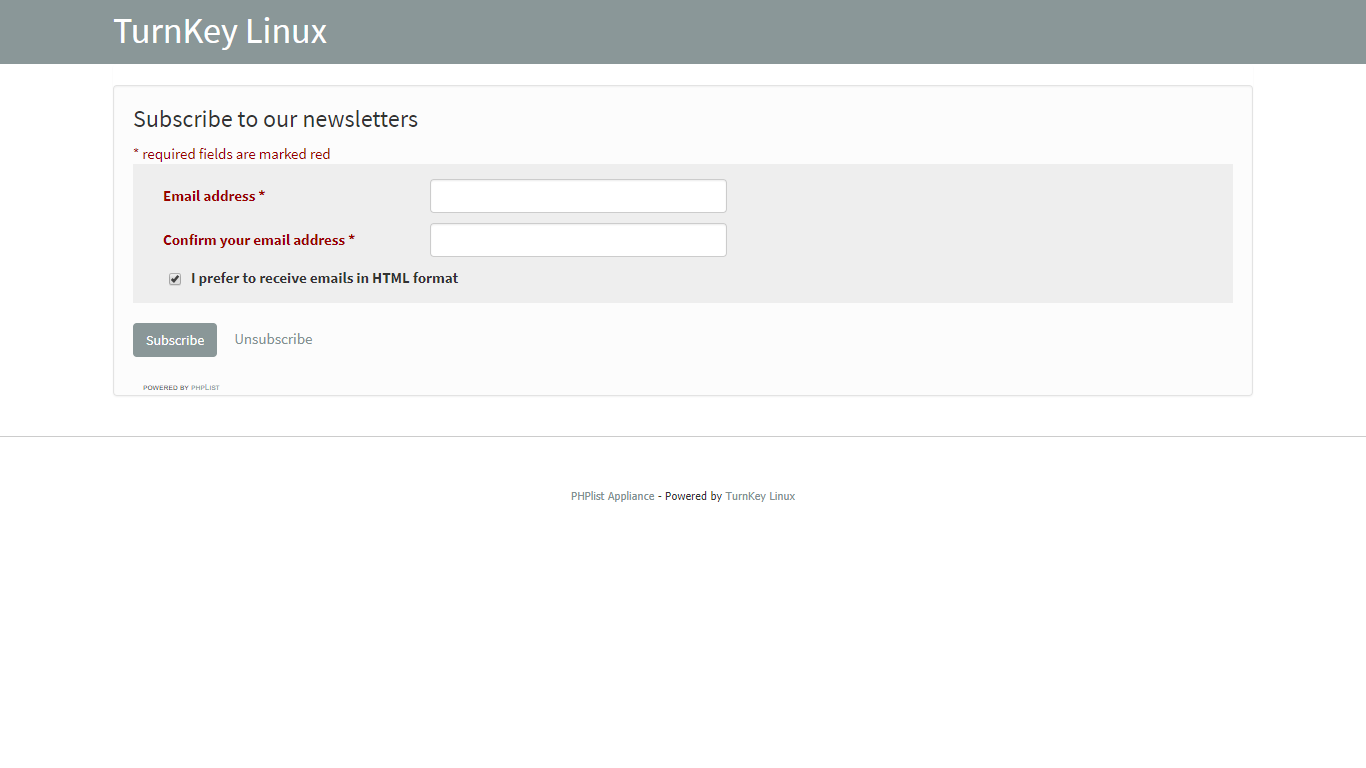 TurnKey Linux
Subscribe to our newsletters
* required fields are marked red
Email address *
Confirm your email address *
I prefer to receive emails in HTML format
Subscribe Unsubscribe
POWERED BY PHPLIST
PHPlist Appliance - Powered by TurnKey Linux